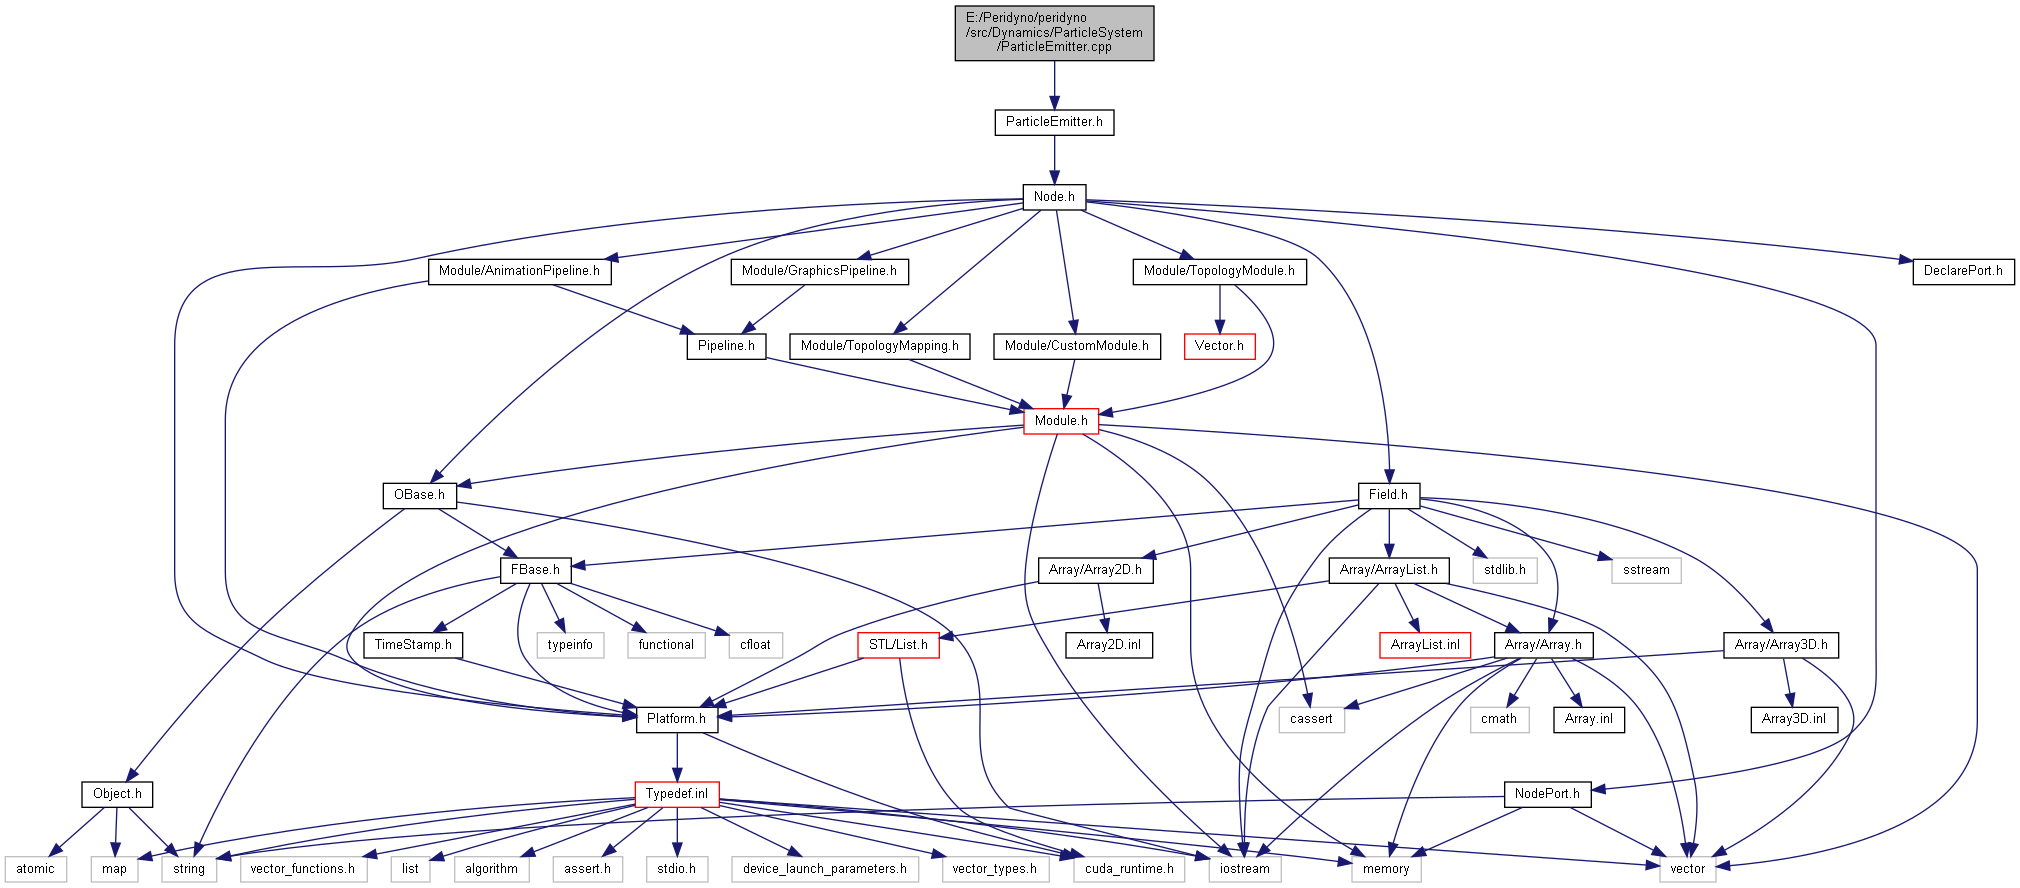 E:/Peridyno/peridyno
/src/Dynamics/ParticleSystem
/ParticleEmitter.cpp
ParticleEmitter.h
Node.h
Module/AnimationPipeline.h
Module/GraphicsPipeline.h
Module/TopologyModule.h
DeclarePort.h
Pipeline.h
Module/TopologyMapping.h
Module/CustomModule.h
Vector.h
Module.h
OBase.h
Field.h
FBase.h
Array/Array2D.h
Array/ArrayList.h
stdlib.h
sstream
TimeStamp.h
typeinfo
functional
cfloat
STL/List.h
Array2D.inl
ArrayList.inl
Array/Array.h
Array/Array3D.h
Platform.h
cassert
cmath
Array.inl
Array3D.inl
Object.h
Typedef.inl
NodePort.h
atomic
map
string
vector_functions.h
list
algorithm
assert.h
stdio.h
device_launch_parameters.h
vector_types.h
cuda_runtime.h
iostream
memory
vector